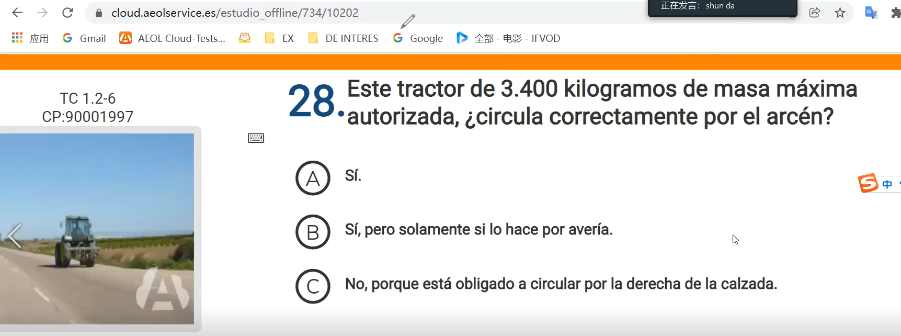 正在发言: shun da
cloud.aeolservice.es/estudio_offline/734/10202
应用 Gmail AEOL Cloud-Tests... EX DE INTERES Google 全部 - 电影 - IFVOD
TC 1.2-6
CP:90001997
28. Este tractor de 3.400 kilogramos de masa máxima
autorizada, ¿circula correctamente por el arcén?
A Sí.
B Sí, pero solamente si lo hace por avería.
C No, porque está obligado a circular por la derecha de la calzada.
中